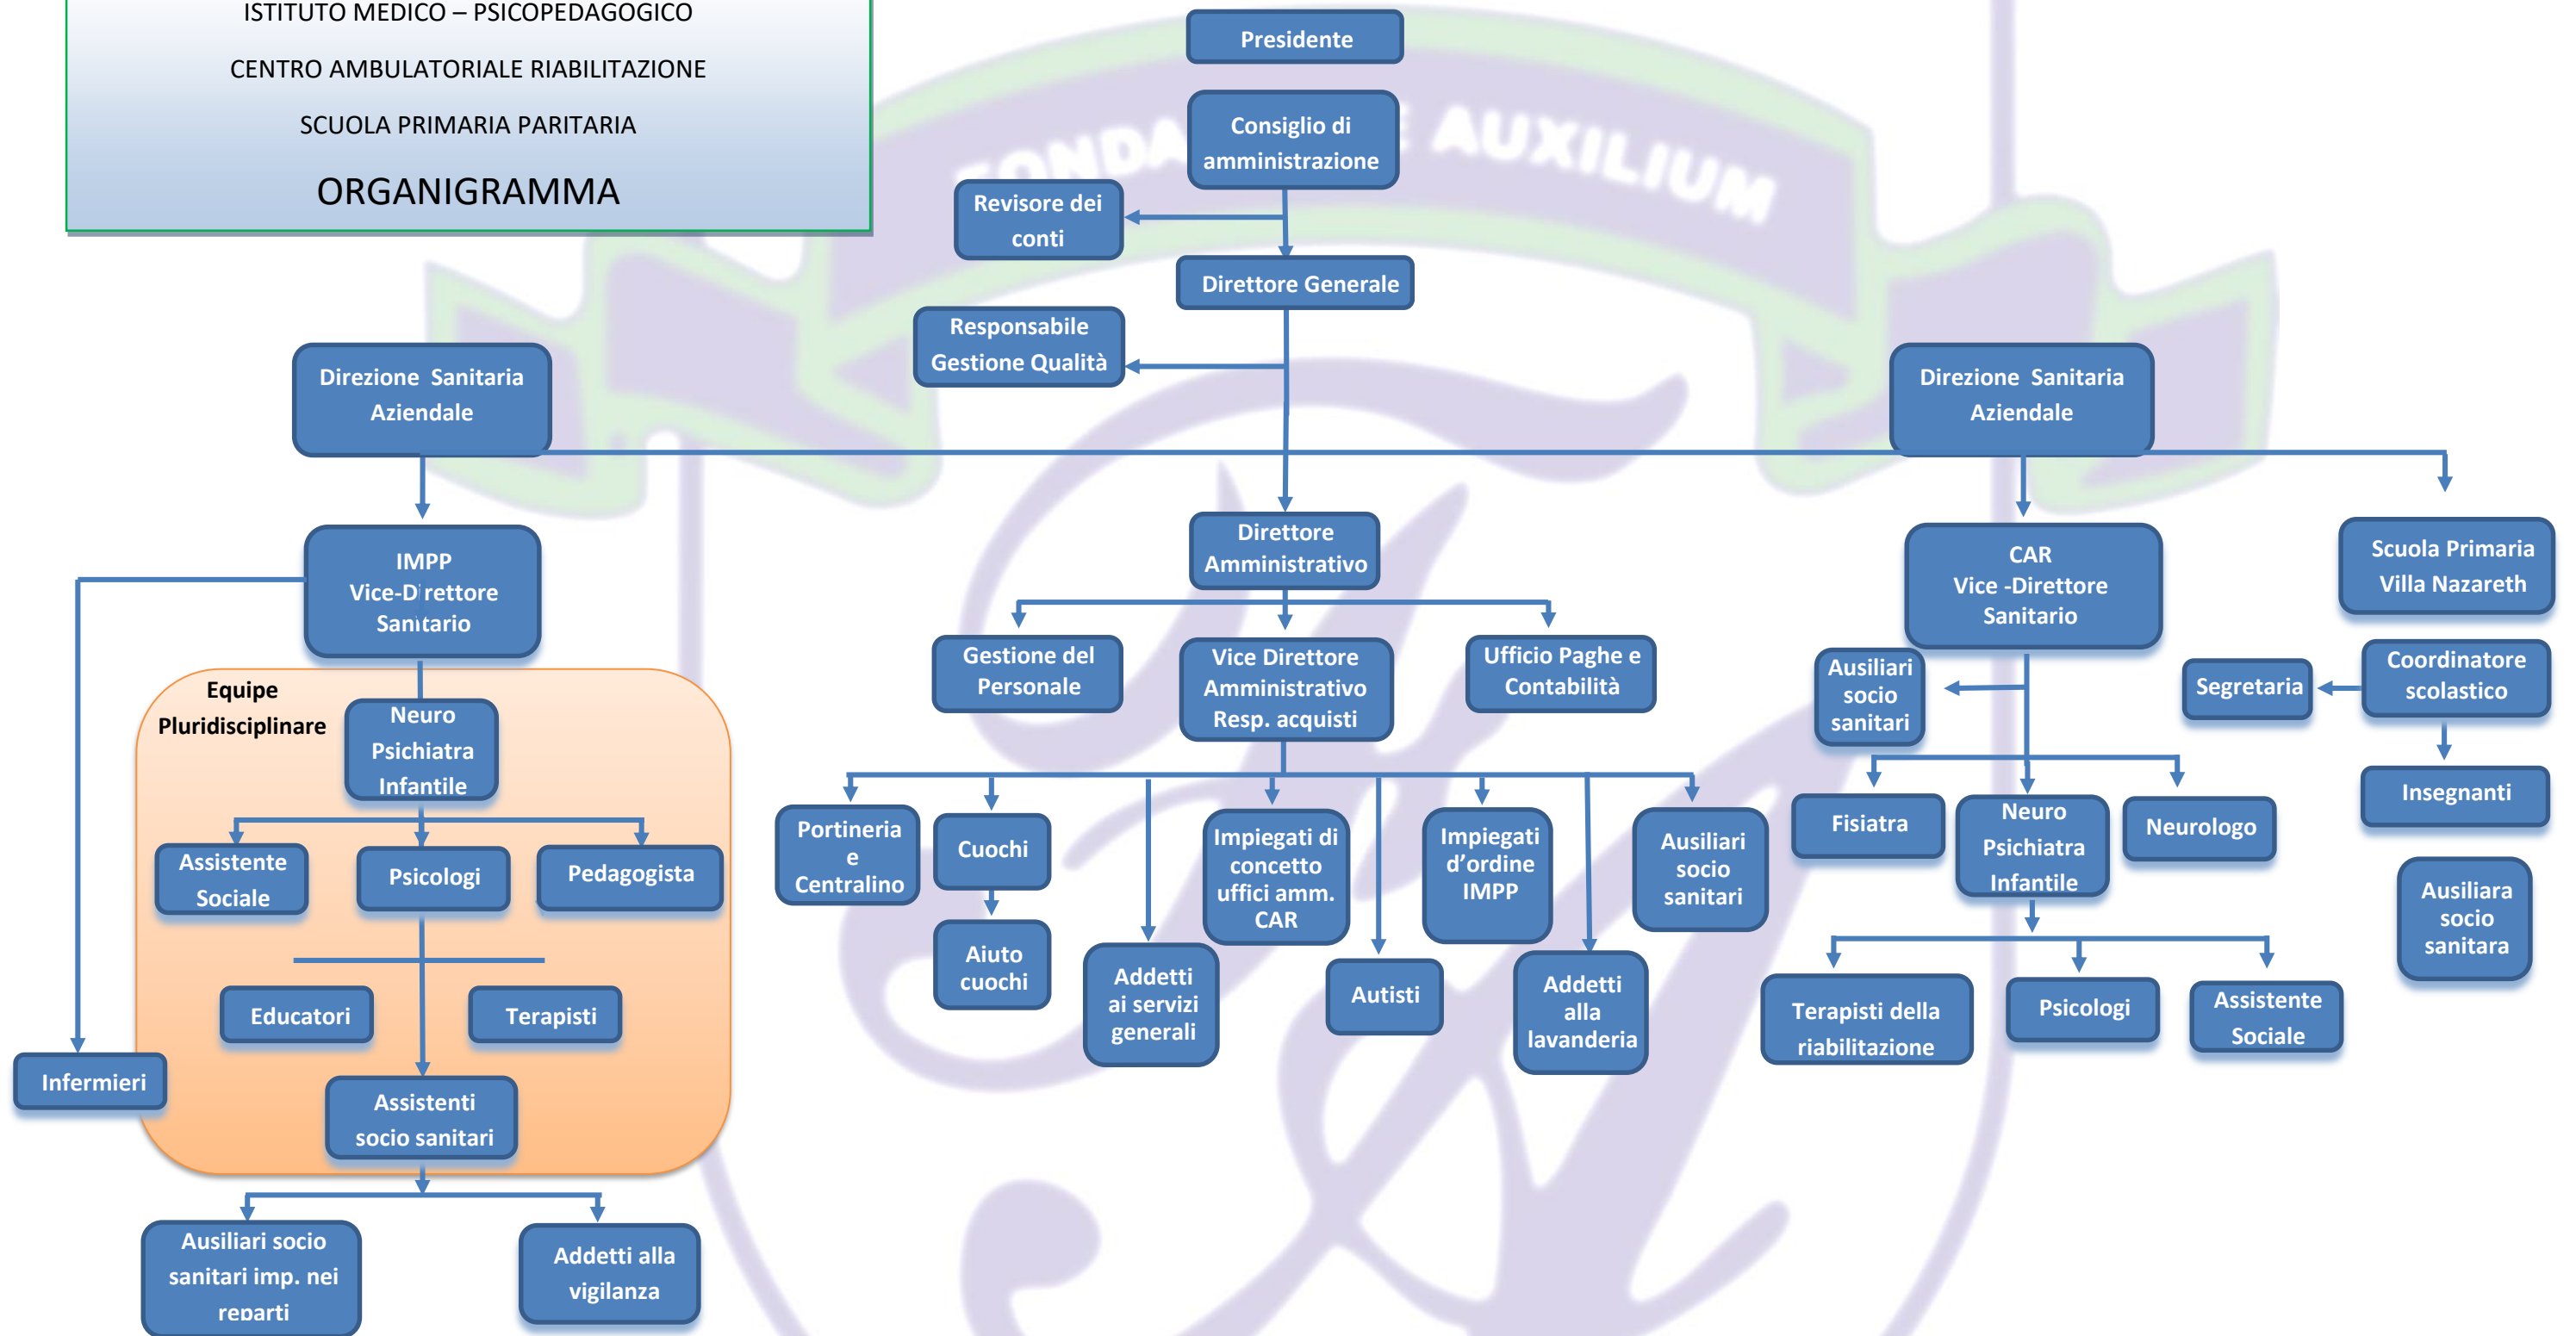 ISTITUTO MEDICO – PSICOPEDAGOGICO
CENTRO AMBULATORIALE RIABILITAZIONE
SCUOLA PRIMARIA PARITARIA
ORGANIGRAMMA
FONDA E AUXILIUM
Presidente
Consiglio di
amministrazione
Revisore dei
conti
Direttore Generale
Responsabile
Gestione Qualità
Direzione Sanitaria
Aziendale
Direzione Sanitaria
Aziendale
IMPP
Vice-Direttore
Sanitario
Direttore
Amministrativo
CAR
Vice -Direttore
Sanitario
Scuola Primaria
Villa Nazareth
Equipe
Pluridisciplinare
Neuro
Psichiatra
Infantile
Gestione del
Personale
Vice Direttore
Amministrativo
Resp. acquisti
Ufficio Paghe e
Contabilità
Ausiliari
socio
sanitari
Segretaria
Coordinatore
scolastico
Insegnanti
Assistente
Sociale
Psicologi
Pedagogista
Portineria
e
Centralino
Cuochi
Impiegati di
concetto
uffici amm.
CAR
Impiegati
d’ordine
IMPP
Ausiliari
socio
sanitari
Fisiatra
Neuro
Psichiatra
Infantile
Neurologo
Ausiliara
socio
sanitara
Aiuto
cuochi
Addetti
ai servizi
generali
Autisti
Addetti
alla
lavanderia
Educatori
Terapisti
Terapisti della
riabilitazione
Psicologi
Assistente
Sociale
Infermieri
Assistenti
socio sanitari
Ausiliari socio
sanitari imp. nei
reparti
Addetti alla
vigilanza